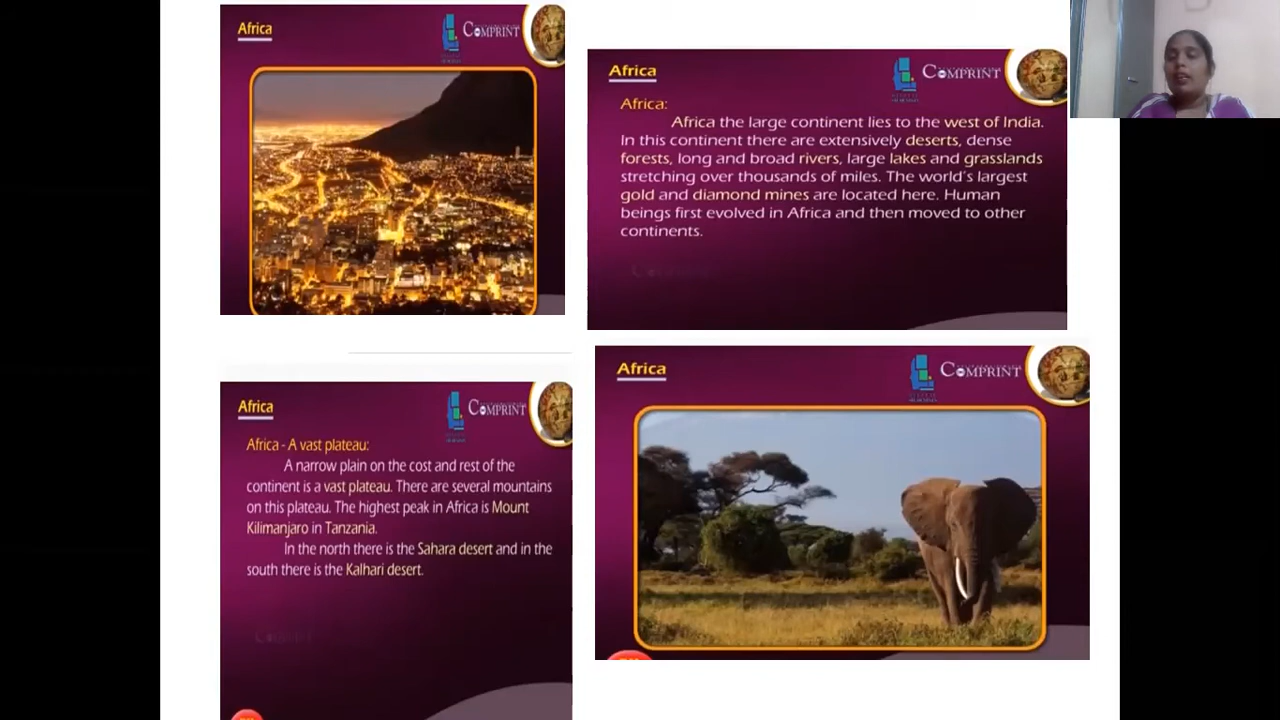 Africa
COMPRINT
Africa
COMPRINT
Africa:
Africa the large continent lies to the west of India.
In this continent there are extensively deserts, dense
forests, long and broad rivers, large lakes and grasslands
stretching over thousands of miles. The world's largest
gold and diamond mines are located here. Human
beings first evolved in Africa and then moved to other
continents.
Africa
COMPRINT
Africa - A vast plateau:
A narrow plain on the cost and rest of the
continent is a vast plateau. There are several mountains
on this plateau. The highest peak in Africa is Mount
Kilimanjaro in Tanzania.
In the north there is the Sahara desert and in the
south there is the Kalhari desert.
Africa
COMPRINT